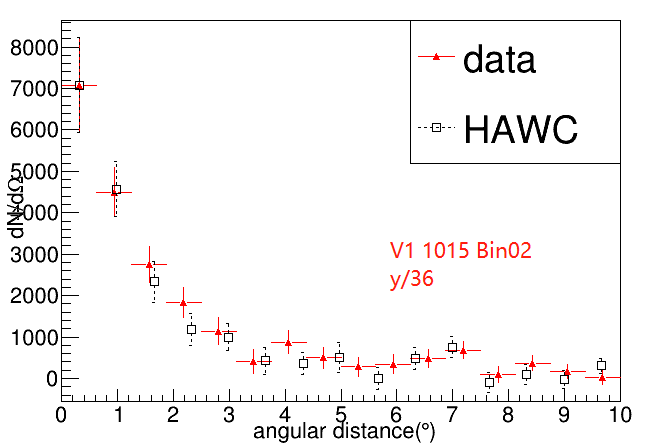 8000
7000
6000
5000
4000
3000
2000
1000
0
dN/dΩ
0 1 2 3 4 5 6 7 8 9 10
angular distance(°)
data
HAWC
V1 1015 Bin02
y/36